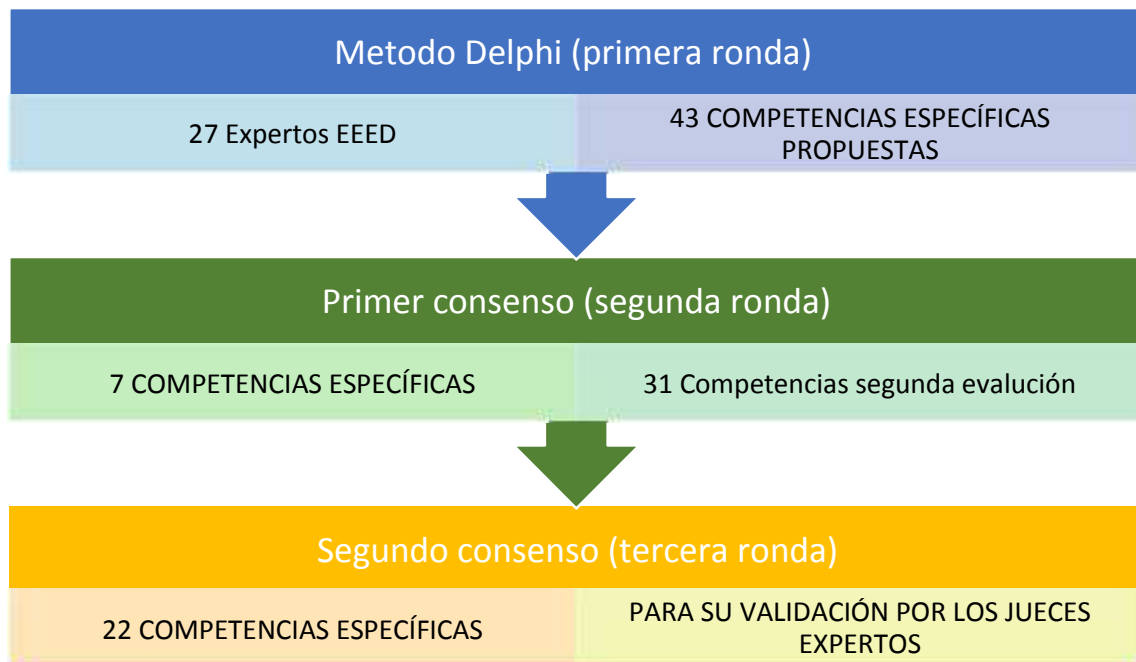 Metodo Delphi (primera ronda)
27 Expertos EEED
43 COMPETENCIAS ESPECÍFICAS
PROPUESTAS
Primer consenso (segunda ronda)
7 COMPETENCIAS ESPECÍFICAS
31 Competencias segunda evalución
Segundo consenso (tercera ronda)
22 COMPETENCIAS ESPECÍFICAS
PARA SU VALIDACIÓN POR LOS JUECES
EXPERTOS